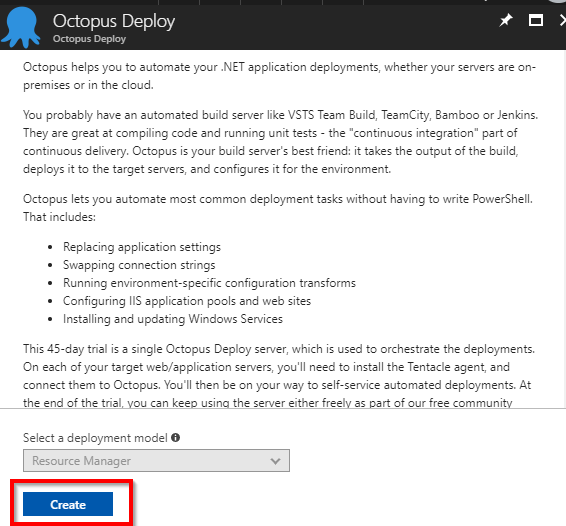 Octopus Deploy
Octopus Deploy
Octopus helps you to automate your .NET application deployments, whether your servers are on-
premises or in the cloud.
You probably have an automated build server like VSTS Team Build, TeamCity, Bamboo or Jenkins.
They are great at compiling code and running unit tests - the "continuous integration" part of
continuous delivery. Octopus is your build server's best friend: it takes the output of the build,
deploys it to the target servers, and configures it for the environment.
Octopus lets you automate most common deployment tasks without having to write PowerShell.
That includes:
• Replacing application settings
• Swapping connection strings
• Running environment-specific configuration transforms
• Configuring IIS application pools and web sites
• Installing and updating Windows Services
This 45-day trial is a single Octopus Deploy server, which is used to orchestrate the deployments.
On each of your target web/application servers, you'll need to install the Tentacle agent, and
connect them to Octopus. You'll then be on your way to self-service automated deployments. At
the end of the trial, you can keep using the server either freely as part of our free community
Select a deployment model
Resource Manager
Create